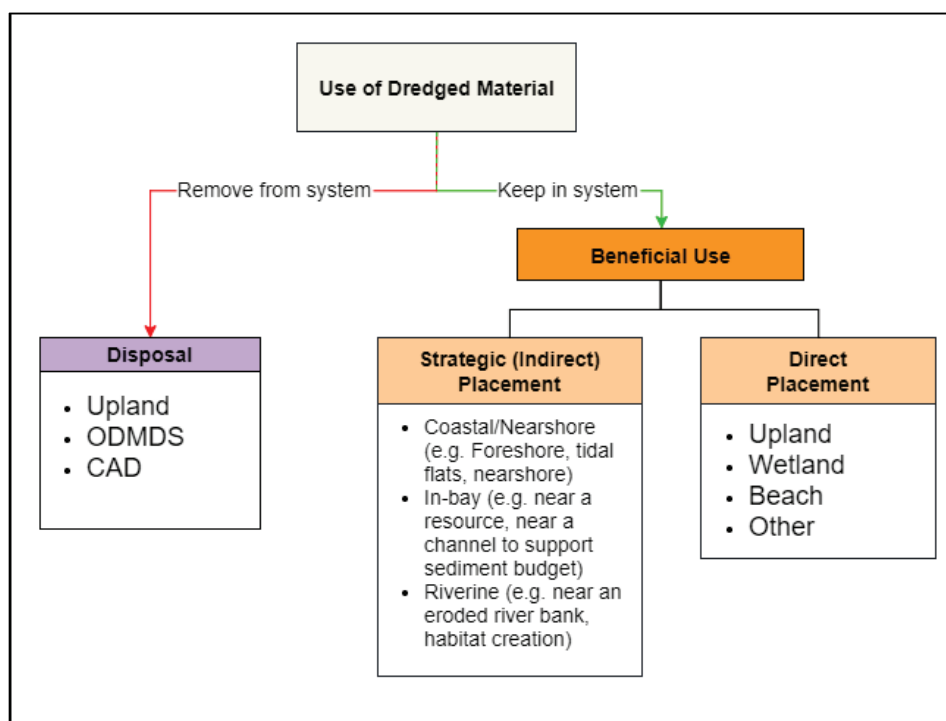 Use of Dredged Material
Remove from system
Keep in system
Beneficial Use
Disposal
• Upland
• ODMDS
• CAD
Strategic (Indirect)
Placement
• Coastal/Nearshore
(e.g. Foreshore, tidal
flats, nearshore)
• In-bay (e.g. near a
resource, near a
channel to support
sediment budget)
• Riverine (e.g. near an
eroded river bank,
habitat creation)
Direct
Placement
• Upland
• Wetland
• Beach
• Other